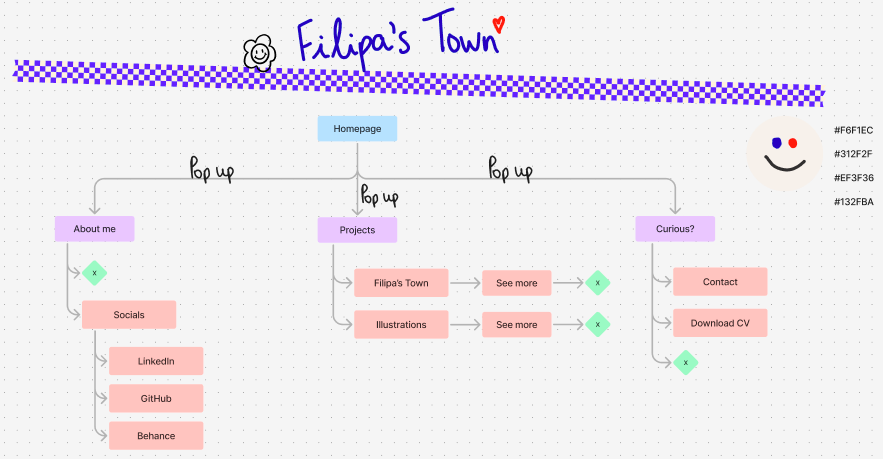 Filipa's Town
Homepage
#F6F1EC
#312F2F
#EF3F36
#132FBA
Pop up
Pop up
Pop up
About me
Projects
Curious?
x
Socials
LinkedIn
GitHub
Behance
Filipa's Town
See more
x
Illustrations
See more
x
Contact
Download CV
x